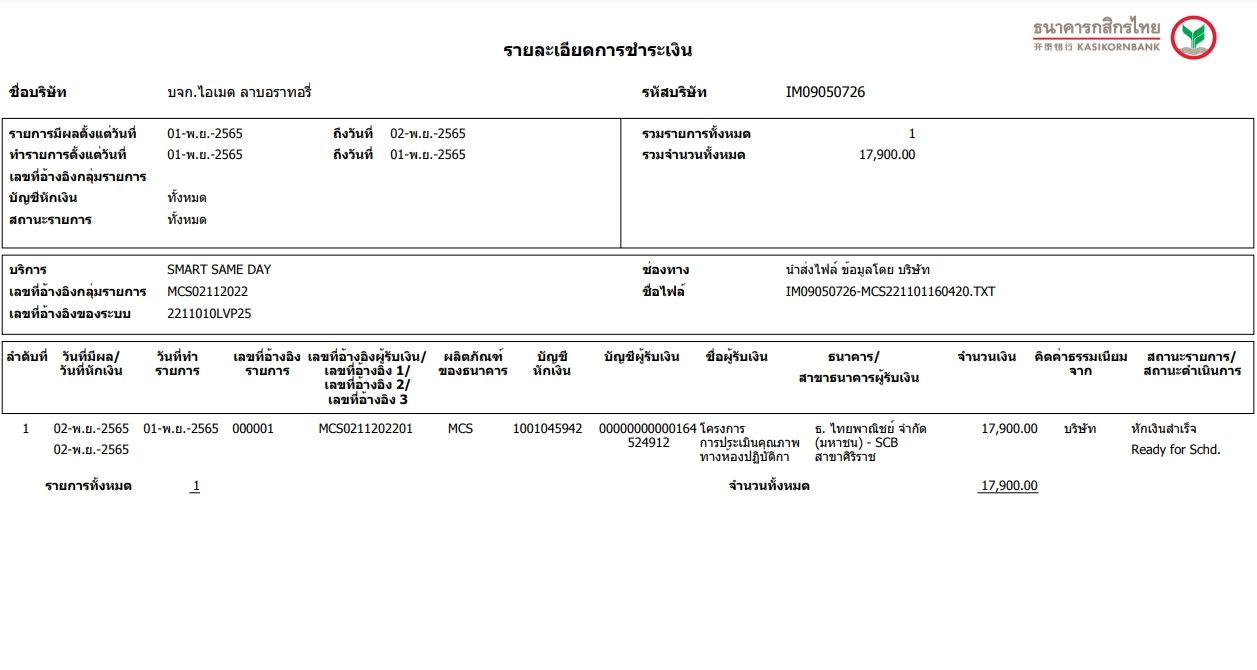 ธนาคารกสิกรไทย
开泰银行 KASIKORNBANK
รายละเอียดการชำระเงิน
ชื่อบริษัท บจก.ไอเมด ลาบอราทอรี่ รหัสบริษัท IM09050726
รายการมีผลตั้งแต่วันที่ 01-พ.ย.-2565 ถึงวันที่ 02-พ.ย.-2565 รวมรายการทั้งหมด 1
ทำรายการตั้งแต่วันที่ 01-พ.ย.-2565 ถึงวันที่ 01-พ.ย.-2565 รวมจำนวนทั้งหมด 17,900.00
เลขที่อ้างอิงกลุ่มรายการ
บัญชีหักเงิน ทั้งหมด
สถานะรายการ ทั้งหมด
บริการ SMART SAME DAY ช่องทาง นำส่งไฟล์ ข้อมูลโดย บริษัท
เลขที่อ้างอิงกลุ่มรายการ MCS02112022 ชื่อไฟล์ IM09050726-MCS221101160420.TXT
เลขที่อ้างอิงของระบบ 2211010LVP25
ลำดับที่ วันที่มีผล/ วันที่ทำ เลขที่อ้างอิง เลขที่อ้างอิงผู้รับเงิน/ ผลิตภัณฑ์ บัญชี บัญชีผู้รับเงิน ชื่อผู้รับเงิน ธนาคาร/ จำนวนเงิน คิดค่าธรรมเนียม สถานะรายการ/
วันที่หักเงิน รายการ รายการ เลขที่อ้างอิง 1/ ของธนาคาร หักเงิน สาขาธนาคารผู้รับเงิน จาก สถานะดำเนินการ
เลขที่อ้างอิง 2/
เลขที่อ้างอิง 3
1 02-พ.ย.-2565 01-พ.ย.-2565 000001 MCS0211202201 MCS 1001045942 00000000000164 โครงการ ธ. ไทยพาณิชย์ จำกัด 17,900.00 บริษัท หักเงินสำเร็จ
02-พ.ย.-2565 524912 การประเมินคุณภาพ (มหาชน) - SCB Ready for Schd.
ทางห้องปฏิบัติกา สาขาศิริราช
รายการทั้งหมด 1 จำนวนทั้งหมด 17,900.00